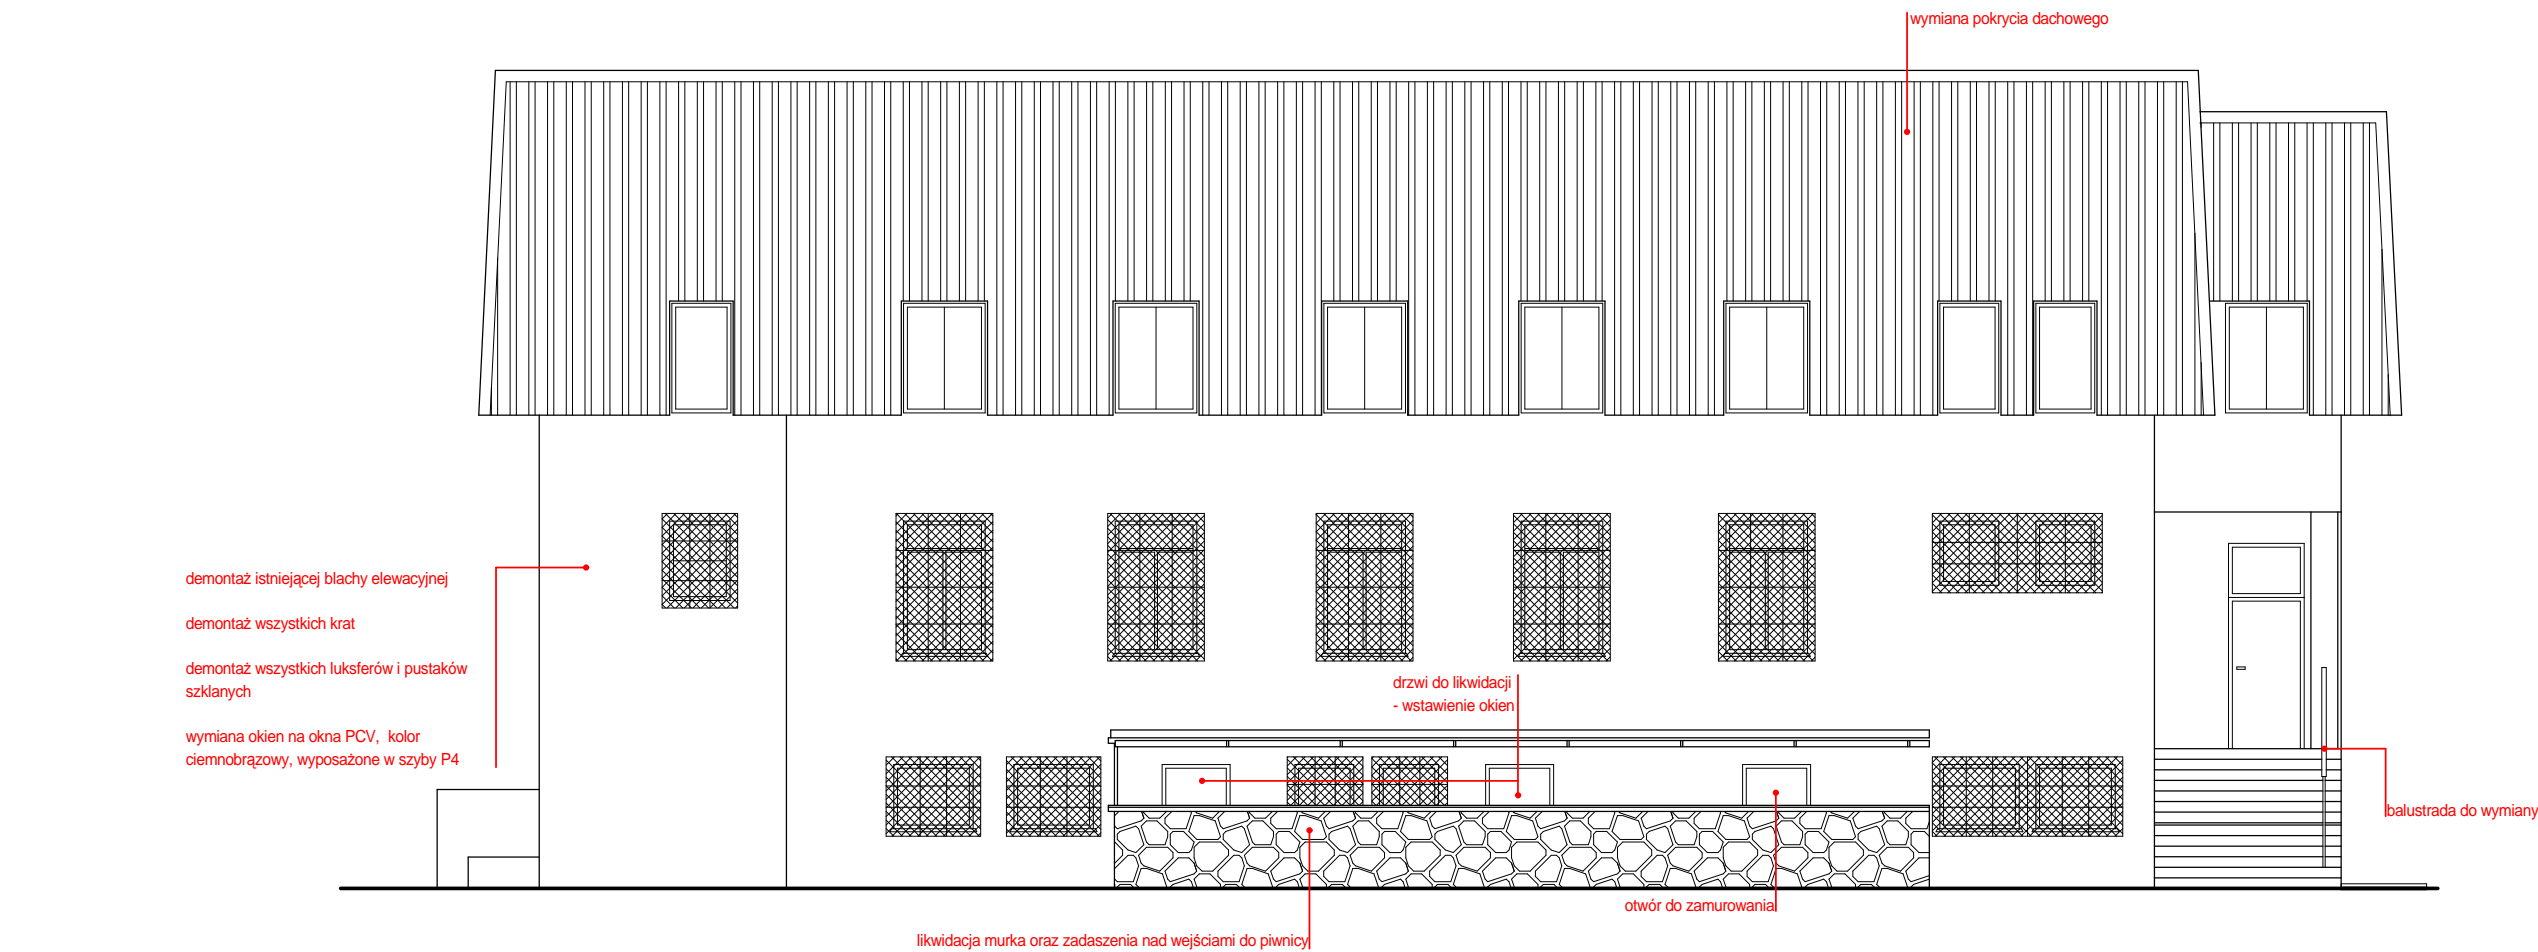 wymiana pokrycia dachowego
demontaż istniejącej blachy elewacyjnej
demontaż wszystkich krat
demontaż wszystkich luksferów i pustaków
szklanych
wymiana okien na okna PCV, kolor
ciemnobrązowy, wyposażone w szyby P4
drzwi do likwidacji
- wstawienie okien
balustrada do wymiany
otwór do zamurowania
likwidacja murka oraz zadaszenia nad wejściami do piwnicy